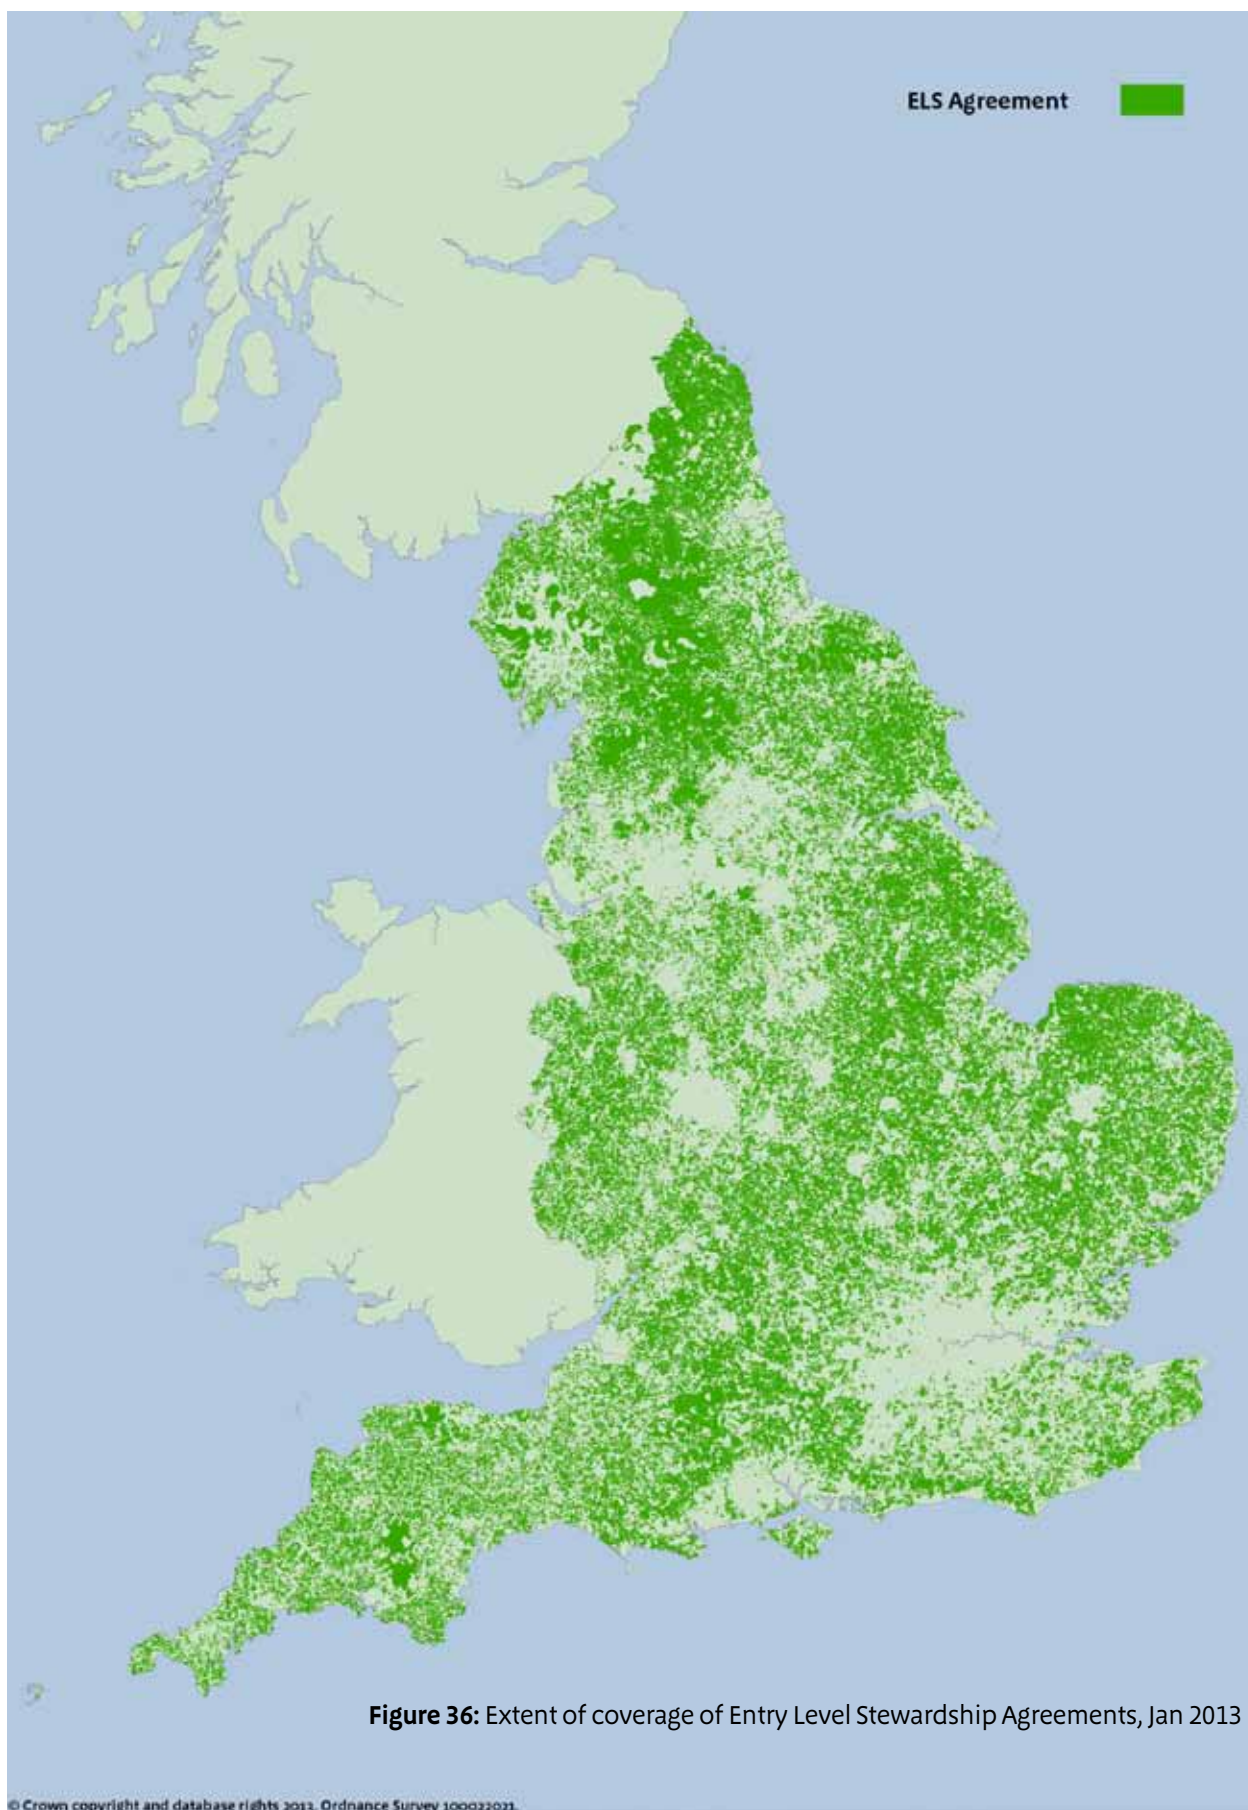 ELS Agreement
Figure 36: Extent of coverage of Entry Level Stewardship Agreements, Jan 2013
© Crown copyright and database rights 2013. Ordnance Survey 100022021.